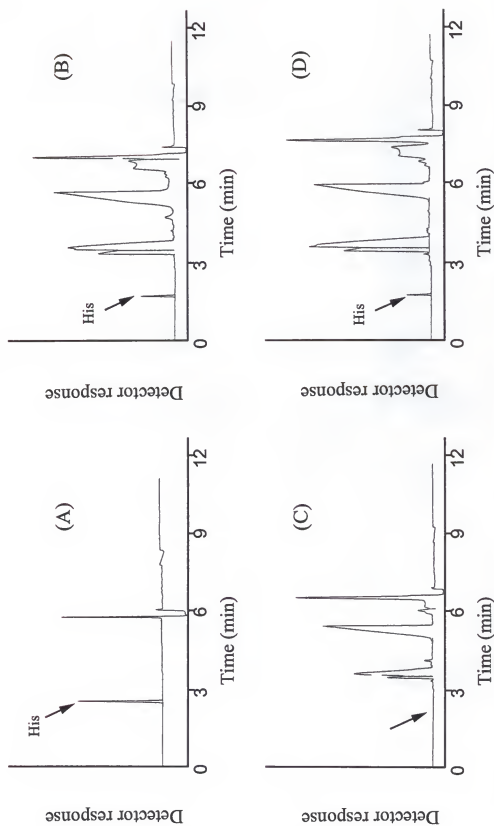 Detector response
His
(A)
0 3 6 9 12
Time (min)
Detector response
His
(B)
0 3 6 9 12
Time (min)
Detector response
(C)
0 3 6 9 12
Time (min)
Detector response
His
(D)
0 3 6 9 12
Time (min)